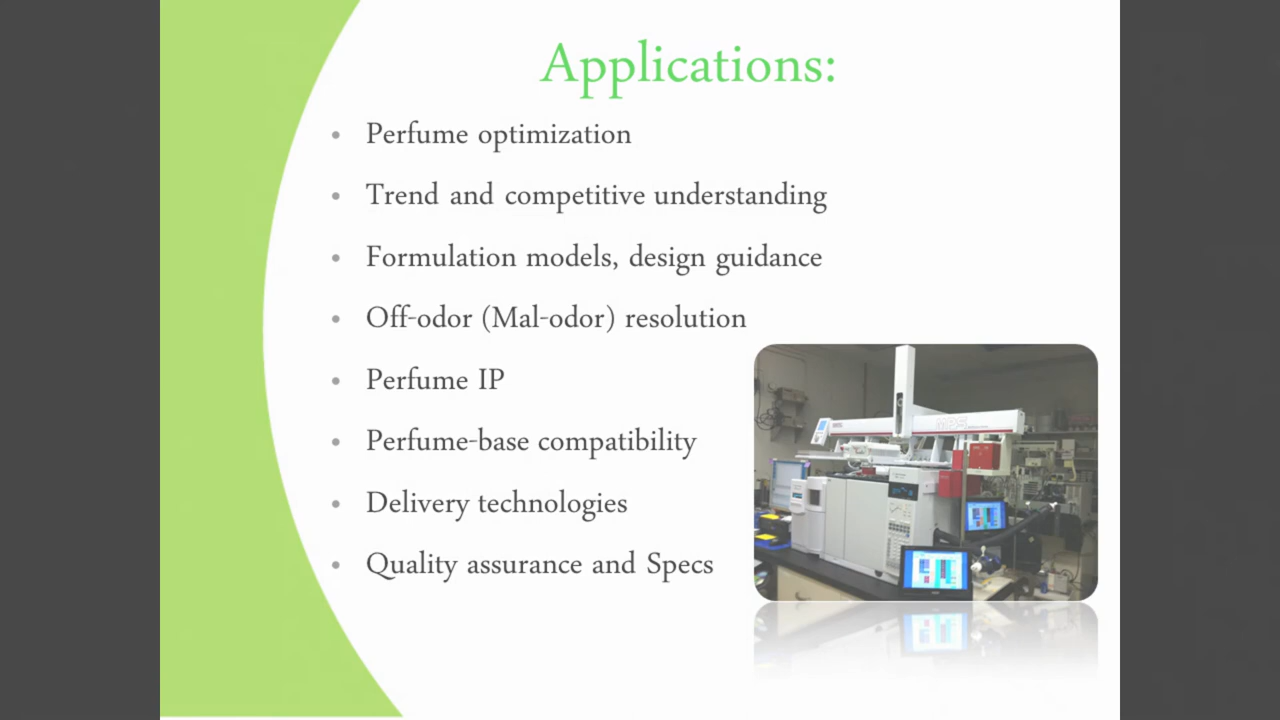 Applications:
• Perfume optimization
• Trend and competitive understanding
• Formulation models, design guidance
• Off-odor (Mal-odor) resolution
• Perfume IP
• Perfume-base compatibility
• Delivery technologies
• Quality assurance and Specs